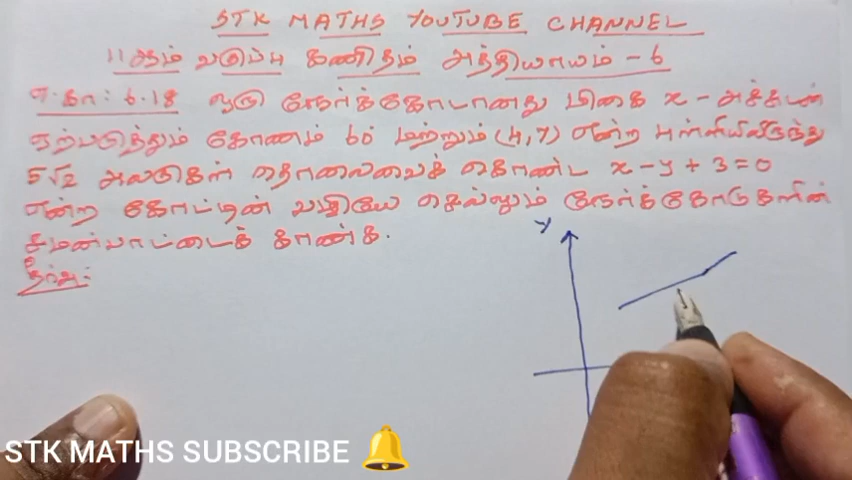 STK MATHS YOUTUBE CHANNEL
11ஆம் வகுப்பு கணிதம் அத்தியாயம் - 6
எ.கா: 6.18 ஒரு நேர்க்கோடானது மிகை x - அச்சுடன்
ஏற்படுத்தும் கோணம் 60 மற்றும் (4,7) என்ற புள்ளியிலிருந்து
5√2 அலகுகள் தொலைவைக் கொண்ட x - y + 3 = 0
என்ற கோட்டின் வழியே செல்லும் நேர்க்கோடுகளின்
சமன்பாட்டைக் காண்க.
தீர்வு:
y
STK MATHS SUBSCRIBE